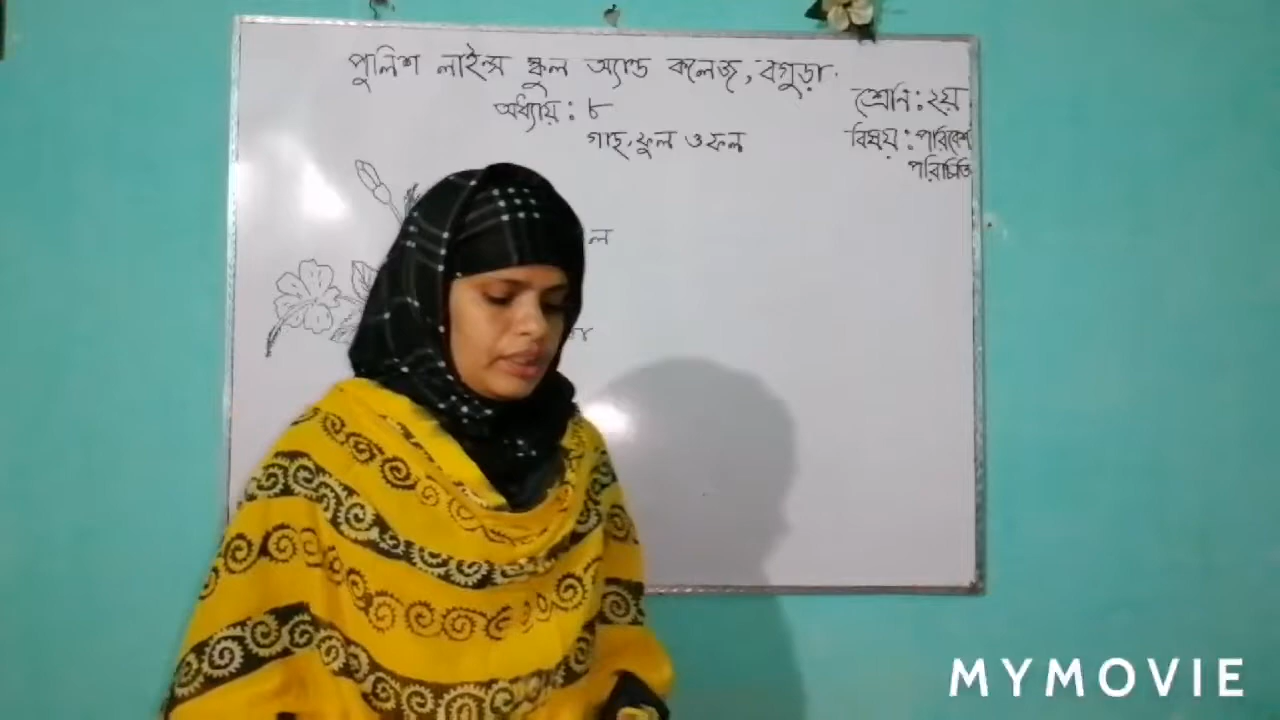 পুলিশ লাইন্স স্কুল অ্যান্ড কলেজ, বগুড়া.
অধ্যায় : ৮
গাছ, ফুল ও ফল
শ্রেনি : ২য়
বিষয় : পরিবেশ
পরিচিতি
MYMOVIE